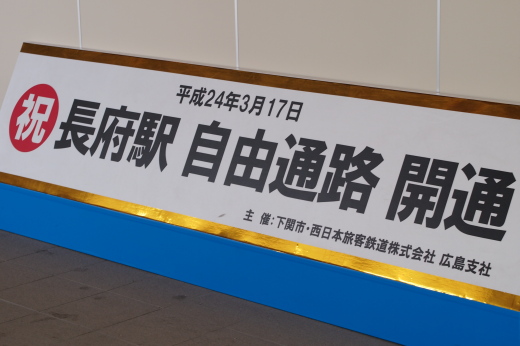 平成24年3月17日
祝 長府駅 自由通路 開通
主 催：下関市・西日本旅客鉄道株式会社 広島支社